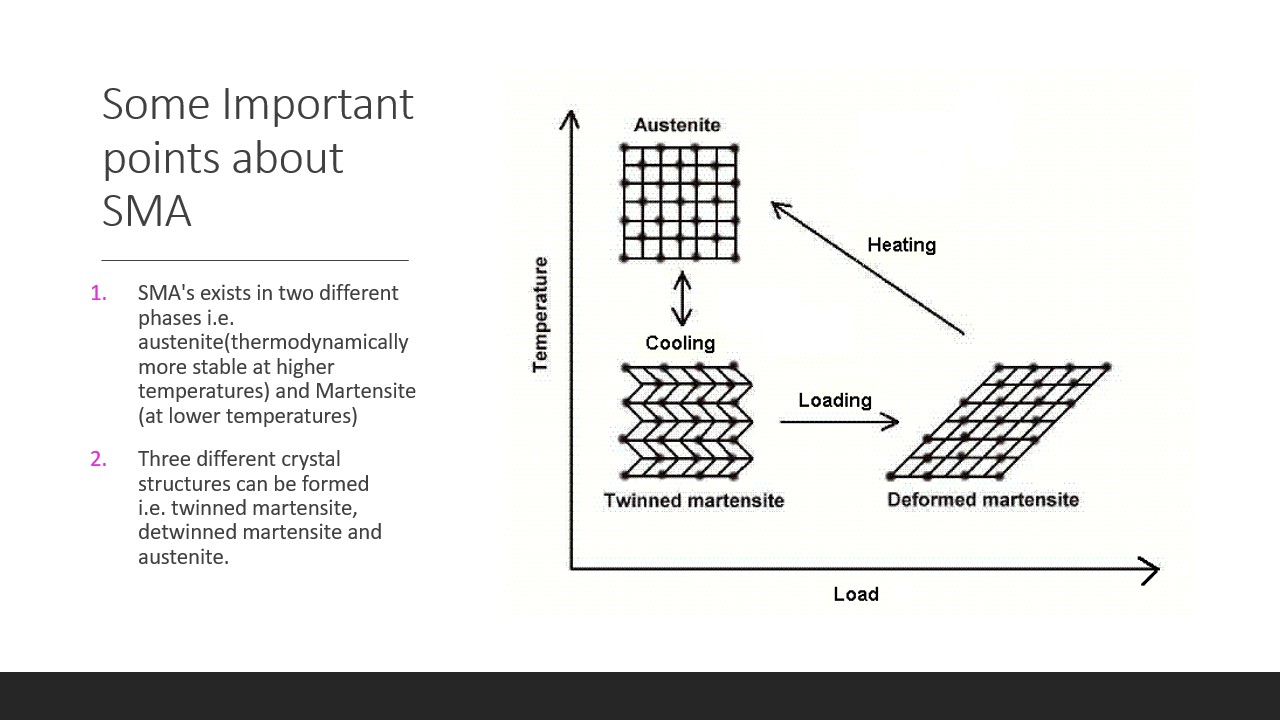 Some Important
points about
SMA
1. SMA's exists in two different
phases i.e.
austenite(thermodynamically
more stable at higher
temperatures) and Martensite
(at lower temperatures)
2. Three different crystal
structures can be formed
i.e. twinned martensite,
detwinned martensite and
austenite.
Austenite
Heating
Temperature
Cooling
Loading
Twinned martensite
Deformed martensite
Load